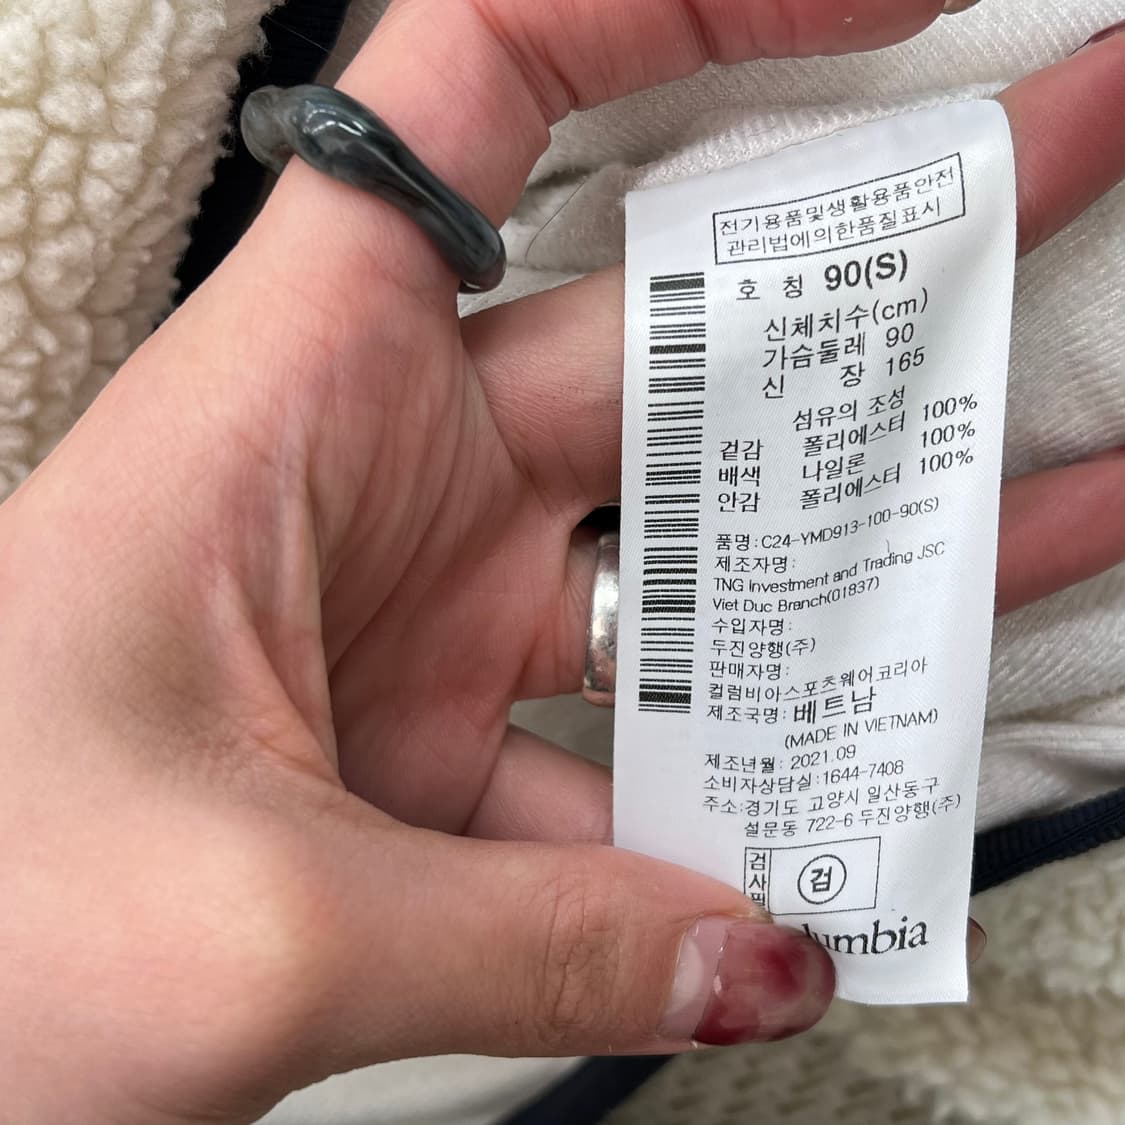 전기용품및생활용품안전
관리법에의한품질표시
호 칭 90(S)
신체치수(cm)
가슴둘레 90
신 장 165
섬유의 조성
겉감 폴리에스터 100%
배색 나일론 100%
안감 폴리에스터 100%
품명:C24-YMD913-100-90(S)
제조자명:
TNG Investment and Trading JSC
Viet Duc Branch(01837)
수입자명:
두진양행(주)
판매자명:
컬럼비아스포츠웨어코리아
제조국명: 베트남
(MADE IN VIETNAM)
제조년월: 2021.09
소비자상담실:1644-7408
주소:경기도 고양시 일산동구
설문동 722-6 두진양행(주)
검사필
검
lumbia